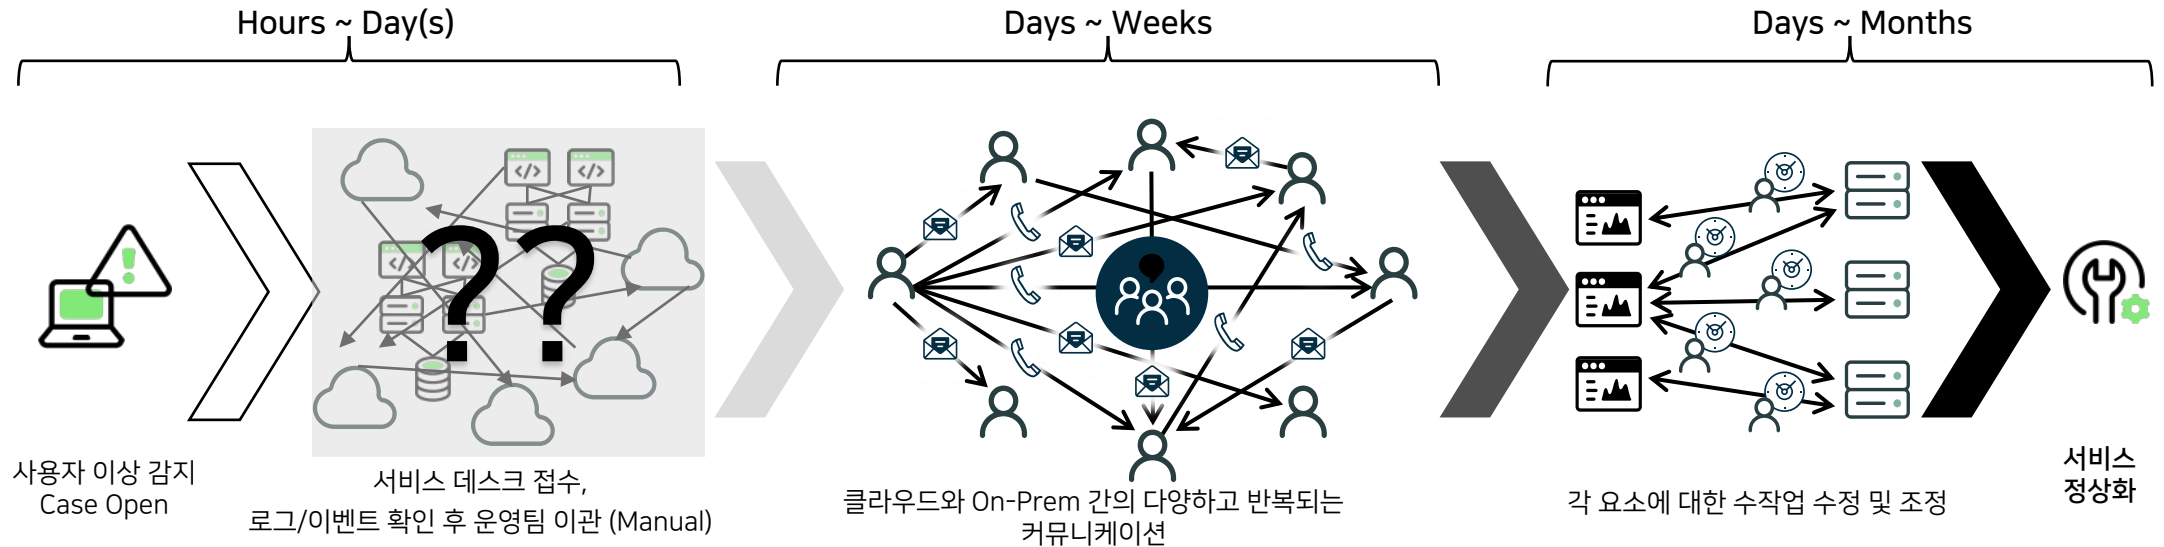 Hours ~ Day(s)
Days ~ Weeks
Days ~ Months
</>
</>
</>
</>
??
사용자 이상 감지
Case Open
서비스 데스크 접수,
로그/이벤트 확인 후 운영팀 이관 (Manual)
클라우드와 On-Prem 간의 다양하고 반복되는
커뮤니케이션
각 요소에 대한 수작업 수정 및 조정
서비스
정상화